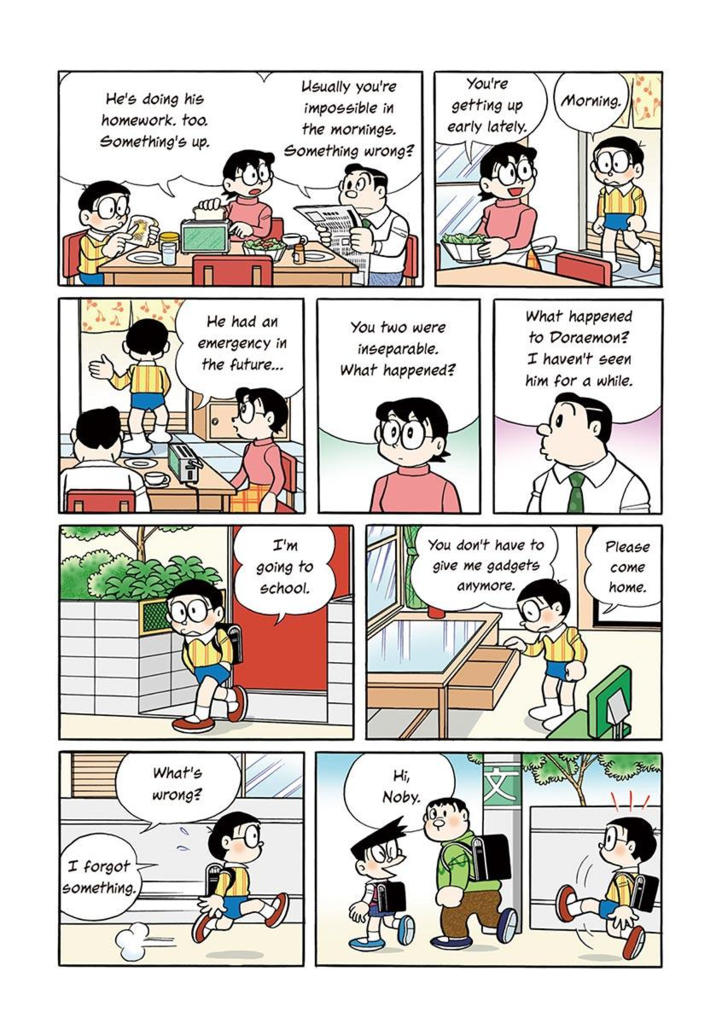 Morning.
You're
getting up
early lately.
Usually you're
impossible in
the mornings.
Something wrong?
He's doing his
homework. too.
Something's up.
What happened
to Doraemon?
I haven't seen
him for a while.
You two were
inseparable.
What happened?
He had an
emergency in
the future...
Please
come
home.
You don't have to
give me gadgets
anymore.
I'm
going to
school.
文
Hi,
Noby.
What's
wrong?
I forgot
something.